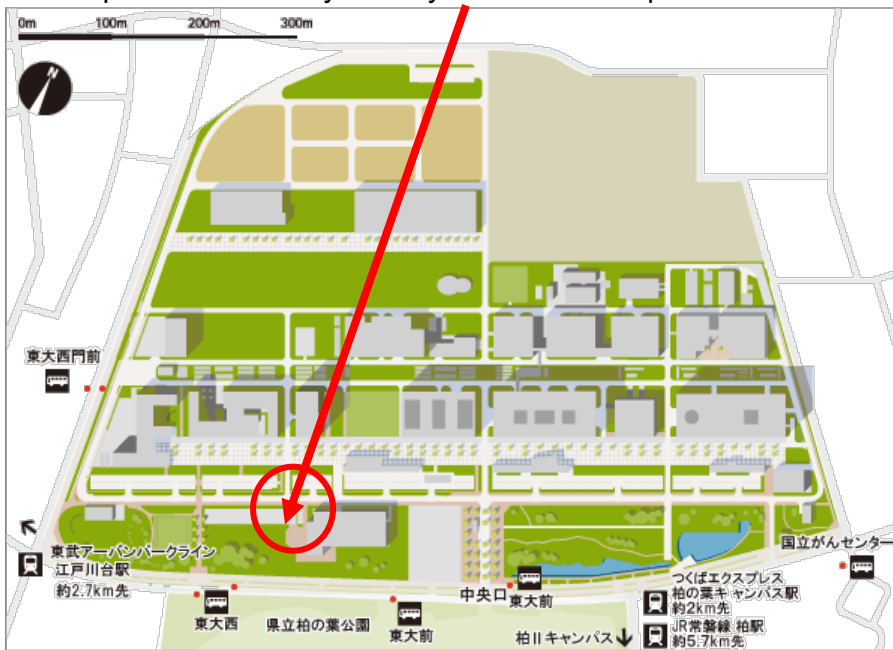 0m 100m 200m 300m
N
東大西門前
東武アーバンパークライン
江戸川台駅
約2.7km先
東大西
県立柏の葉公園
東大前
中央口
東大前
国立がんセンター
つくばエクスプレス
柏の葉キャンパス駅
約2km先
JR常磐線 柏駅
約5.7km先
柏IIキャンパス